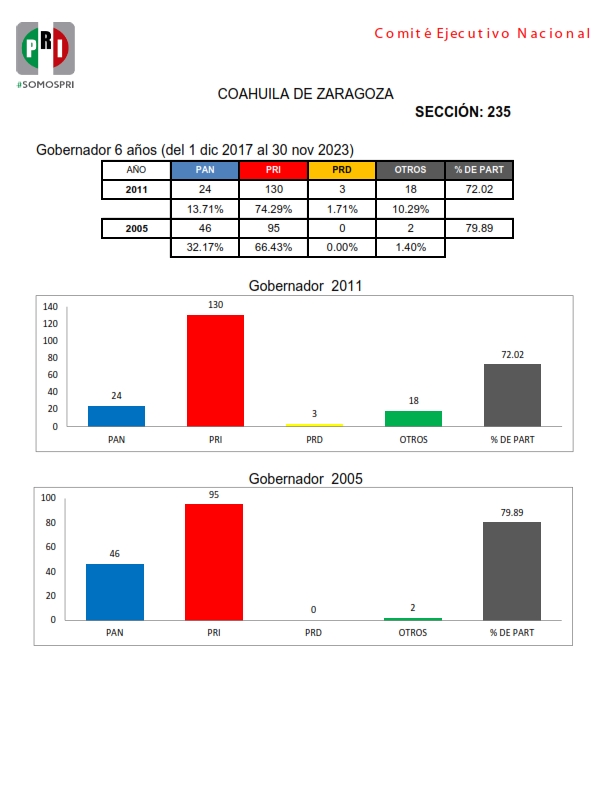 Comité Ejecutivo Nacional
PRI
#SOMOSPRI
COAHUILA DE ZARAGOZA
SECCIÓN: 235
Gobernador 6 años (del 1 dic 2017 al 30 nov 2023)
AÑO PAN PRI PRD OTROS % DE PART
2011 24 130 3 18 72.02
13.71% 74.29% 1.71% 10.29%
2005 46 95 0 2 79.89
32.17% 66.43% 0.00% 1.40%
Gobernador 2011
140
120
100
80
60
40
20
0
24 130 3 18 72.02
PAN PRI PRD OTROS % DE PART
Gobernador 2005
100
80
60
40
20
0
46 95 0 2 79.89
PAN PRI PRD OTROS % DE PART